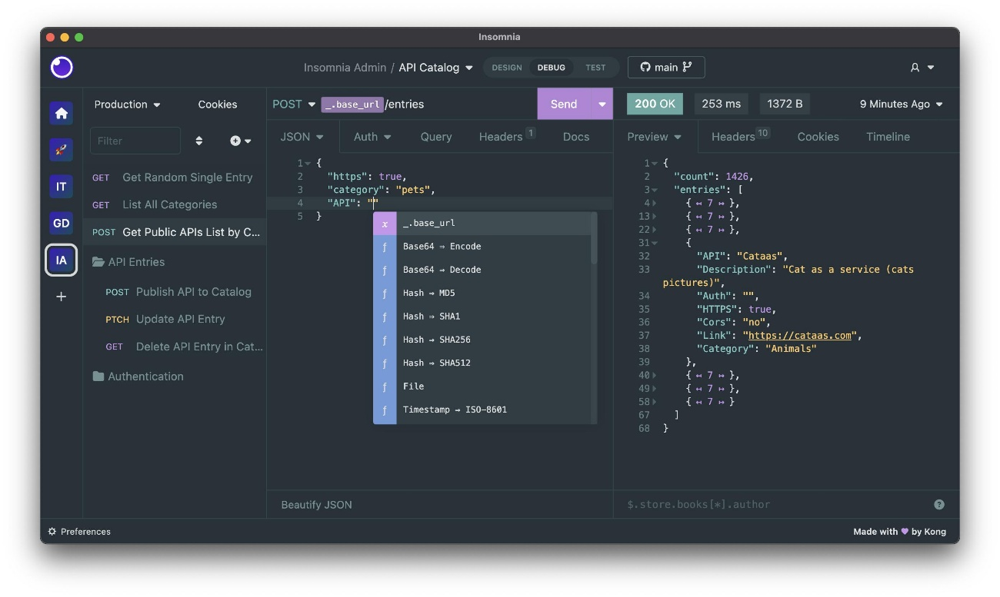 Insomnia
Insomnia Admin / API Catalog
DESIGN DEBUG TEST
main
Production
Cookies
Filter
IT
GD
IA
GET Get Random Single Entry
GET List All Categories
POST Get Public APIs List by C...
API Entries
POST Publish API to Catalog
PTCH Update API Entry
GET Delete API Entry in Cat...
Authentication
POST _.base_url/entries
Send
JSON Auth Query Headers 1 Docs
1 {
2 "https": true,
3 "category": "pets",
4 "API": ""
5 }
x _.base_url
f Base64 ⇒ Encode
f Base64 ⇒ Decode
f Hash ⇒ MD5
f Hash ⇒ SHA1
f Hash ⇒ SHA256
f Hash ⇒ SHA512
f File
f Timestamp ⇒ ISO-8601
Beautify JSON
200 OK 253 ms 1372 B 9 Minutes Ago
Preview Headers 10 Cookies Timeline
1 {
2 "count": 1426,
3 "entries": [
4 { ↤ 7 ↦ },
13 { ↤ 7 ↦ },
22 { ↤ 7 ↦ },
31 {
32 "API": "Cataas",
33 "Description": "Cat as a service (cats
pictures)",
34 "Auth": "",
35 "HTTPS": true,
36 "Cors": "no",
37 "Link": "https://cataas.com",
38 "Category": "Animals"
39 },
40 { ↤ 7 ↦ },
49 { ↤ 7 ↦ },
58 { ↤ 7 ↦ }
67 ]
68 }
$.store.books[*].author
?
Preferences
Made with 💜 by Kong